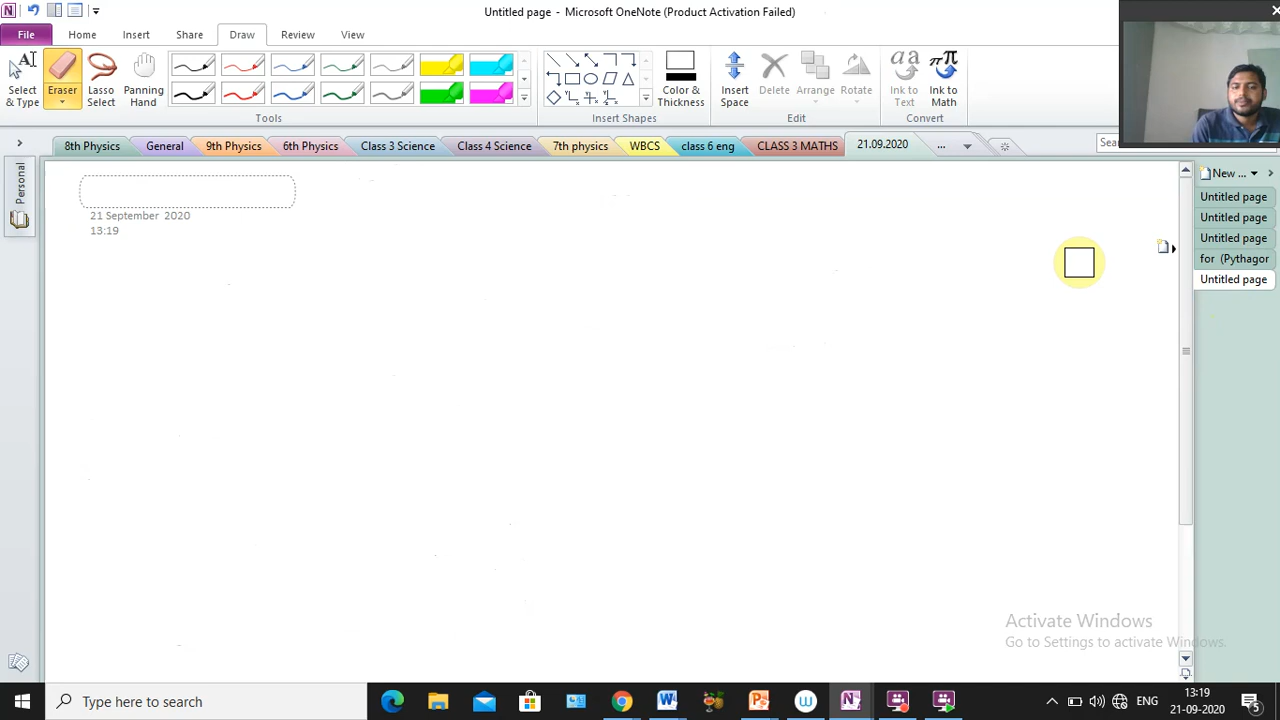 Untitled page - Microsoft OneNote (Product Activation Failed)
File Home Insert Share Draw Review View
Select & Type
Eraser
Lasso Select
Panning Hand
Color & Thickness
Insert Space
Delete
Arrange
Rotate
Ink to Text
Ink to Math
Tools
Insert Shapes
Edit
Convert
8th Physics General 9th Physics 6th Physics Class 3 Science Class 4 Science 7th physics WBCS class 6 eng CLASS 3 MATHS 21.09.2020 ...
Personal
New ...
Untitled page
Untitled page
Untitled page
for (Pythagor
Untitled page
21 September 2020
13:19
Activate Windows
Go to Settings to activate Windows.
Type here to search
ENG
13:19
21-09-2020
5